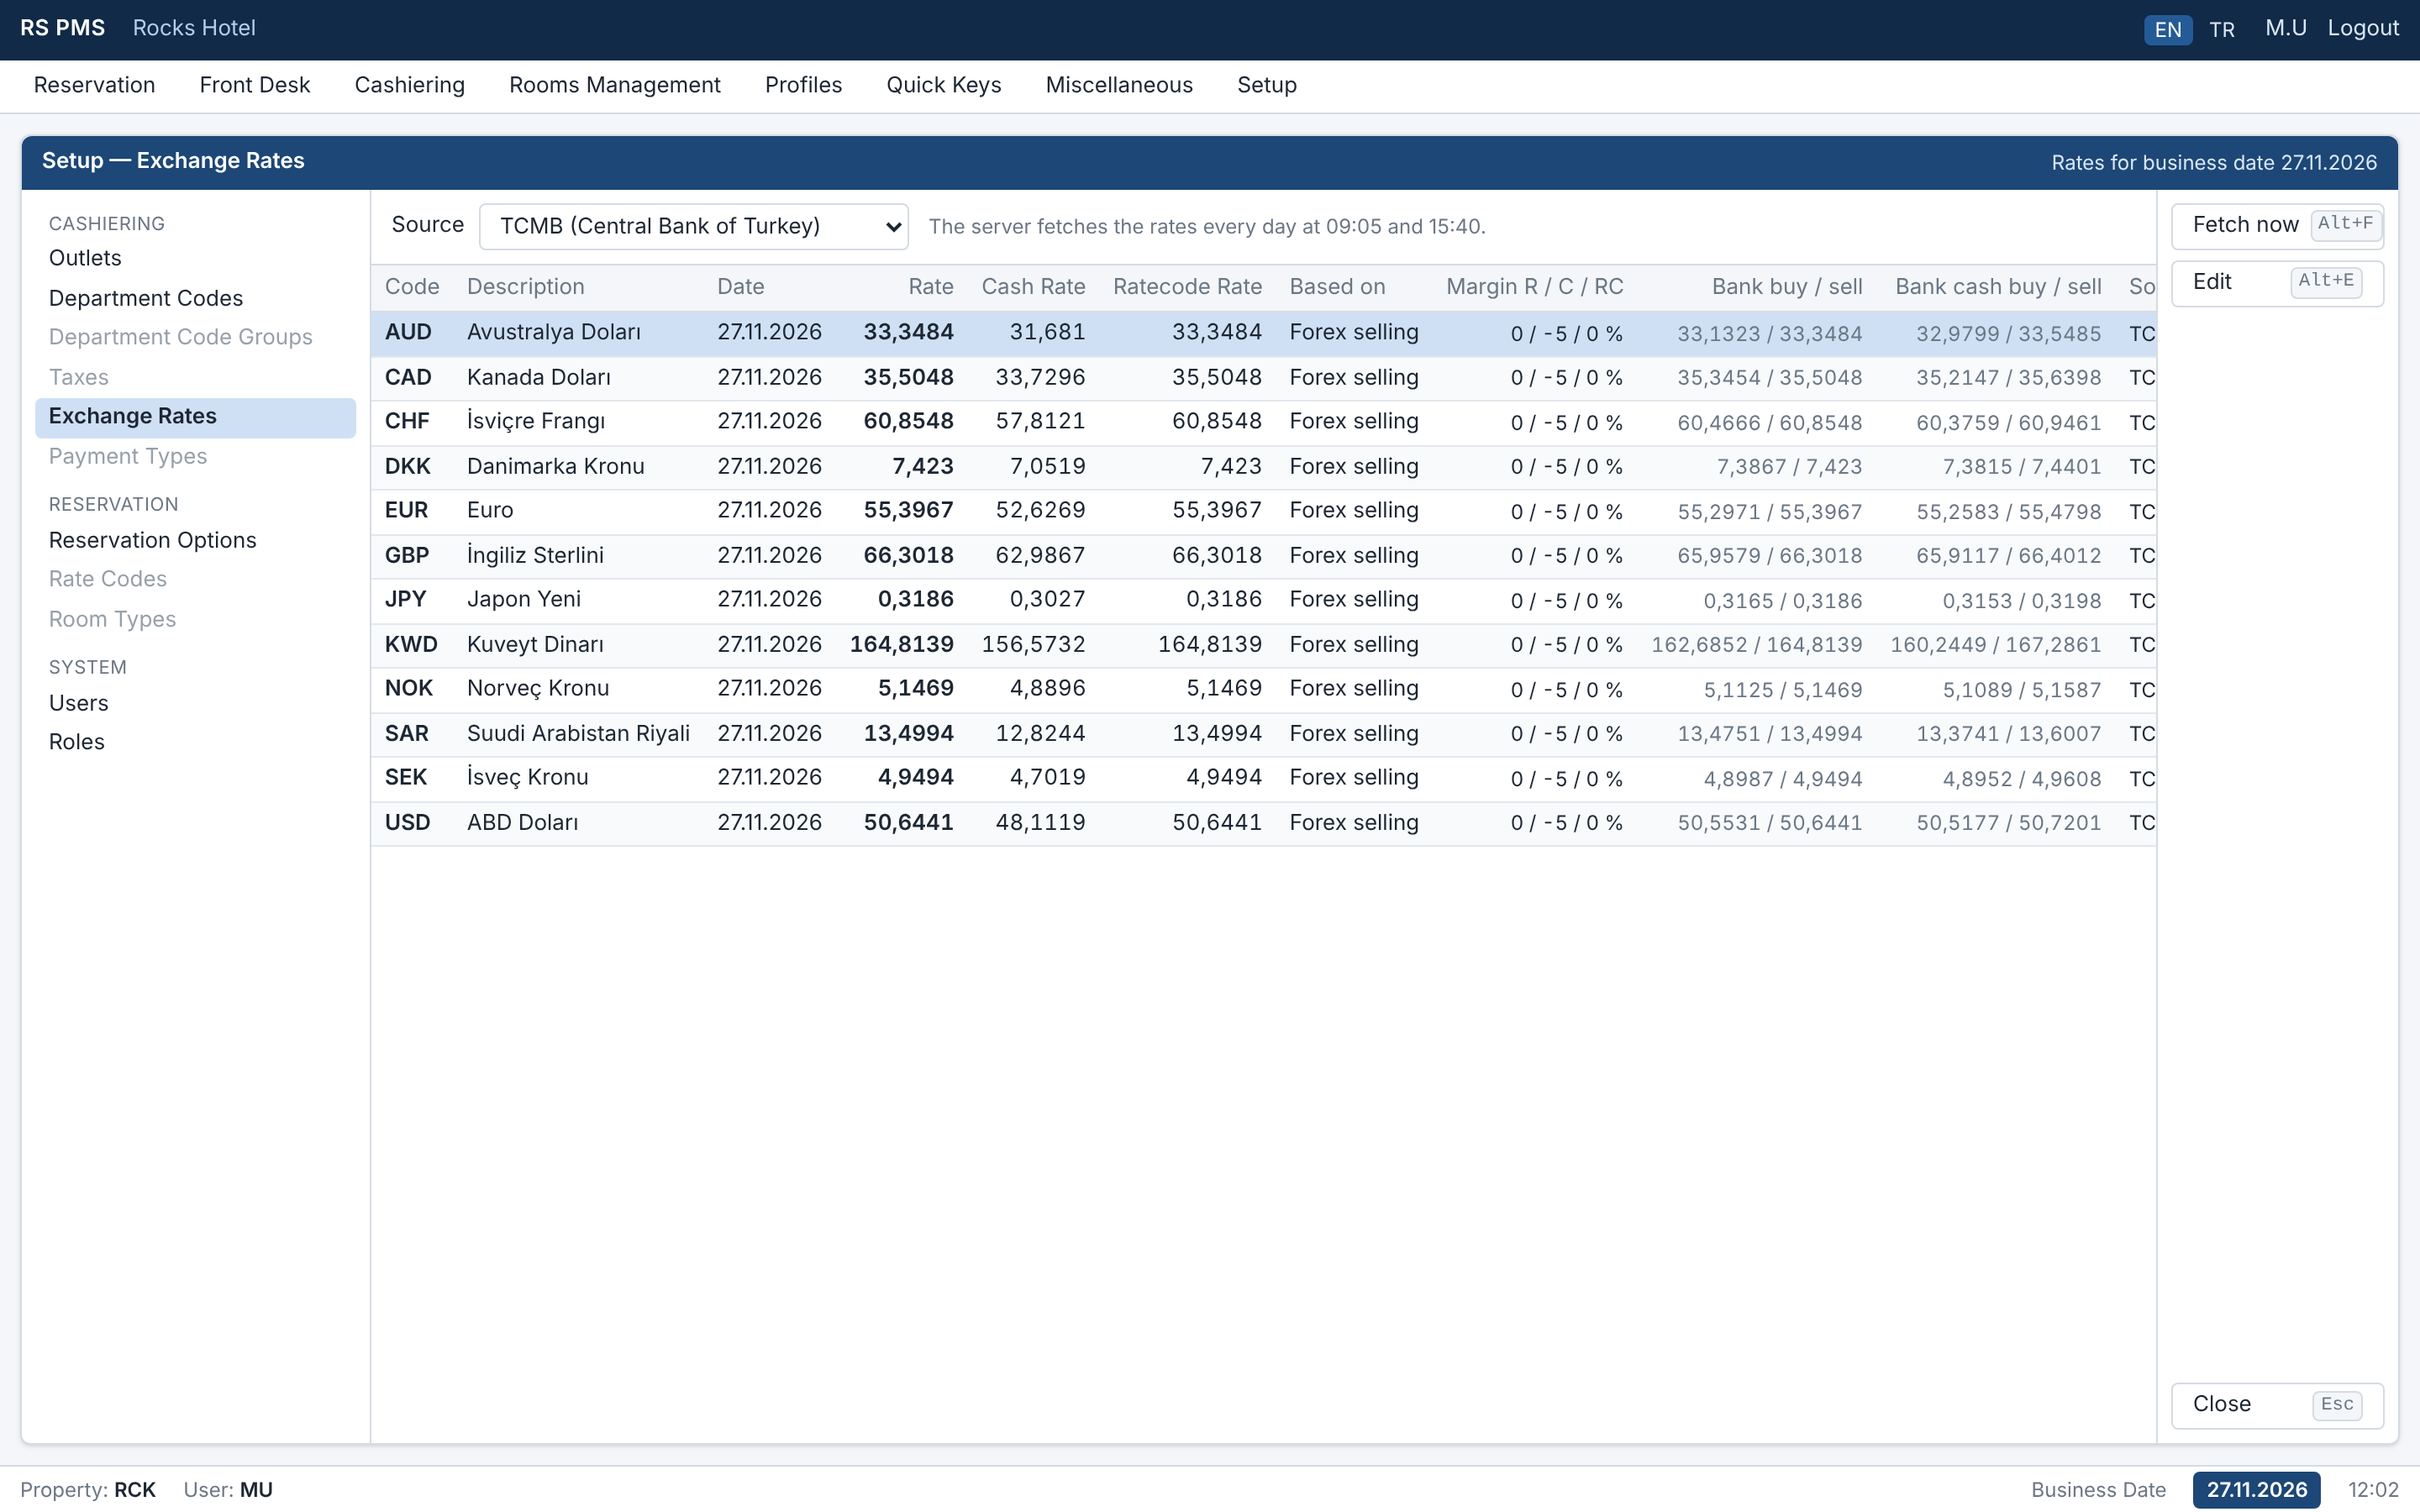 RS PMS Rocks Hotel EN TR M.U Logout
Reservation Front Desk Cashiering Rooms Management Profiles Quick Keys Miscellaneous Setup
Setup — Exchange Rates Rates for business date 27.11.2026
CASHIERING
Outlets
Department Codes
Department Code Groups
Taxes
Exchange Rates
Payment Types
RESERVATION
Reservation Options
Rate Codes
Room Types
SYSTEM
Users
Roles
Source TCMB (Central Bank of Turkey) The server fetches the rates every day at 09:05 and 15:40.
Code Description Date Rate Cash Rate Ratecode Rate Based on Margin R / C / RC Bank buy / sell Bank cash buy / sell So
AUD Avustralya Doları 27.11.2026 33,3484 31,681 33,3484 Forex selling 0 / -5 / 0 % 33,1323 / 33,3484 32,9799 / 33,5485 TC
CAD Kanada Doları 27.11.2026 35,5048 33,7296 35,5048 Forex selling 0 / -5 / 0 % 35,3454 / 35,5048 35,2147 / 35,6398 TC
CHF İsviçre Frangı 27.11.2026 60,8548 57,8121 60,8548 Forex selling 0 / -5 / 0 % 60,4666 / 60,8548 60,3759 / 60,9461 TC
DKK Danimarka Kronu 27.11.2026 7,423 7,0519 7,423 Forex selling 0 / -5 / 0 % 7,3867 / 7,423 7,3815 / 7,4401 TC
EUR Euro 27.11.2026 55,3967 52,6269 55,3967 Forex selling 0 / -5 / 0 % 55,2971 / 55,3967 55,2583 / 55,4798 TC
GBP İngiliz Sterlini 27.11.2026 66,3018 62,9867 66,3018 Forex selling 0 / -5 / 0 % 65,9579 / 66,3018 65,9117 / 66,4012 TC
JPY Japon Yeni 27.11.2026 0,3186 0,3027 0,3186 Forex selling 0 / -5 / 0 % 0,3165 / 0,3186 0,3153 / 0,3198 TC
KWD Kuveyt Dinarı 27.11.2026 164,8139 156,5732 164,8139 Forex selling 0 / -5 / 0 % 162,6852 / 164,8139 160,2449 / 167,2861 TC
NOK Norveç Kronu 27.11.2026 5,1469 4,8896 5,1469 Forex selling 0 / -5 / 0 % 5,1125 / 5,1469 5,1089 / 5,1587 TC
SAR Suudi Arabistan Riyali 27.11.2026 13,4994 12,8244 13,4994 Forex selling 0 / -5 / 0 % 13,4751 / 13,4994 13,3741 / 13,6007 TC
SEK İsveç Kronu 27.11.2026 4,9494 4,7019 4,9494 Forex selling 0 / -5 / 0 % 4,8987 / 4,9494 4,8952 / 4,9608 TC
USD ABD Doları 27.11.2026 50,6441 48,1119 50,6441 Forex selling 0 / -5 / 0 % 50,5531 / 50,6441 50,5177 / 50,7201 TC
Fetch now Alt+F
Edit Alt+E
Close Esc
Property: RCK User: MU Business Date 27.11.2026 12:02